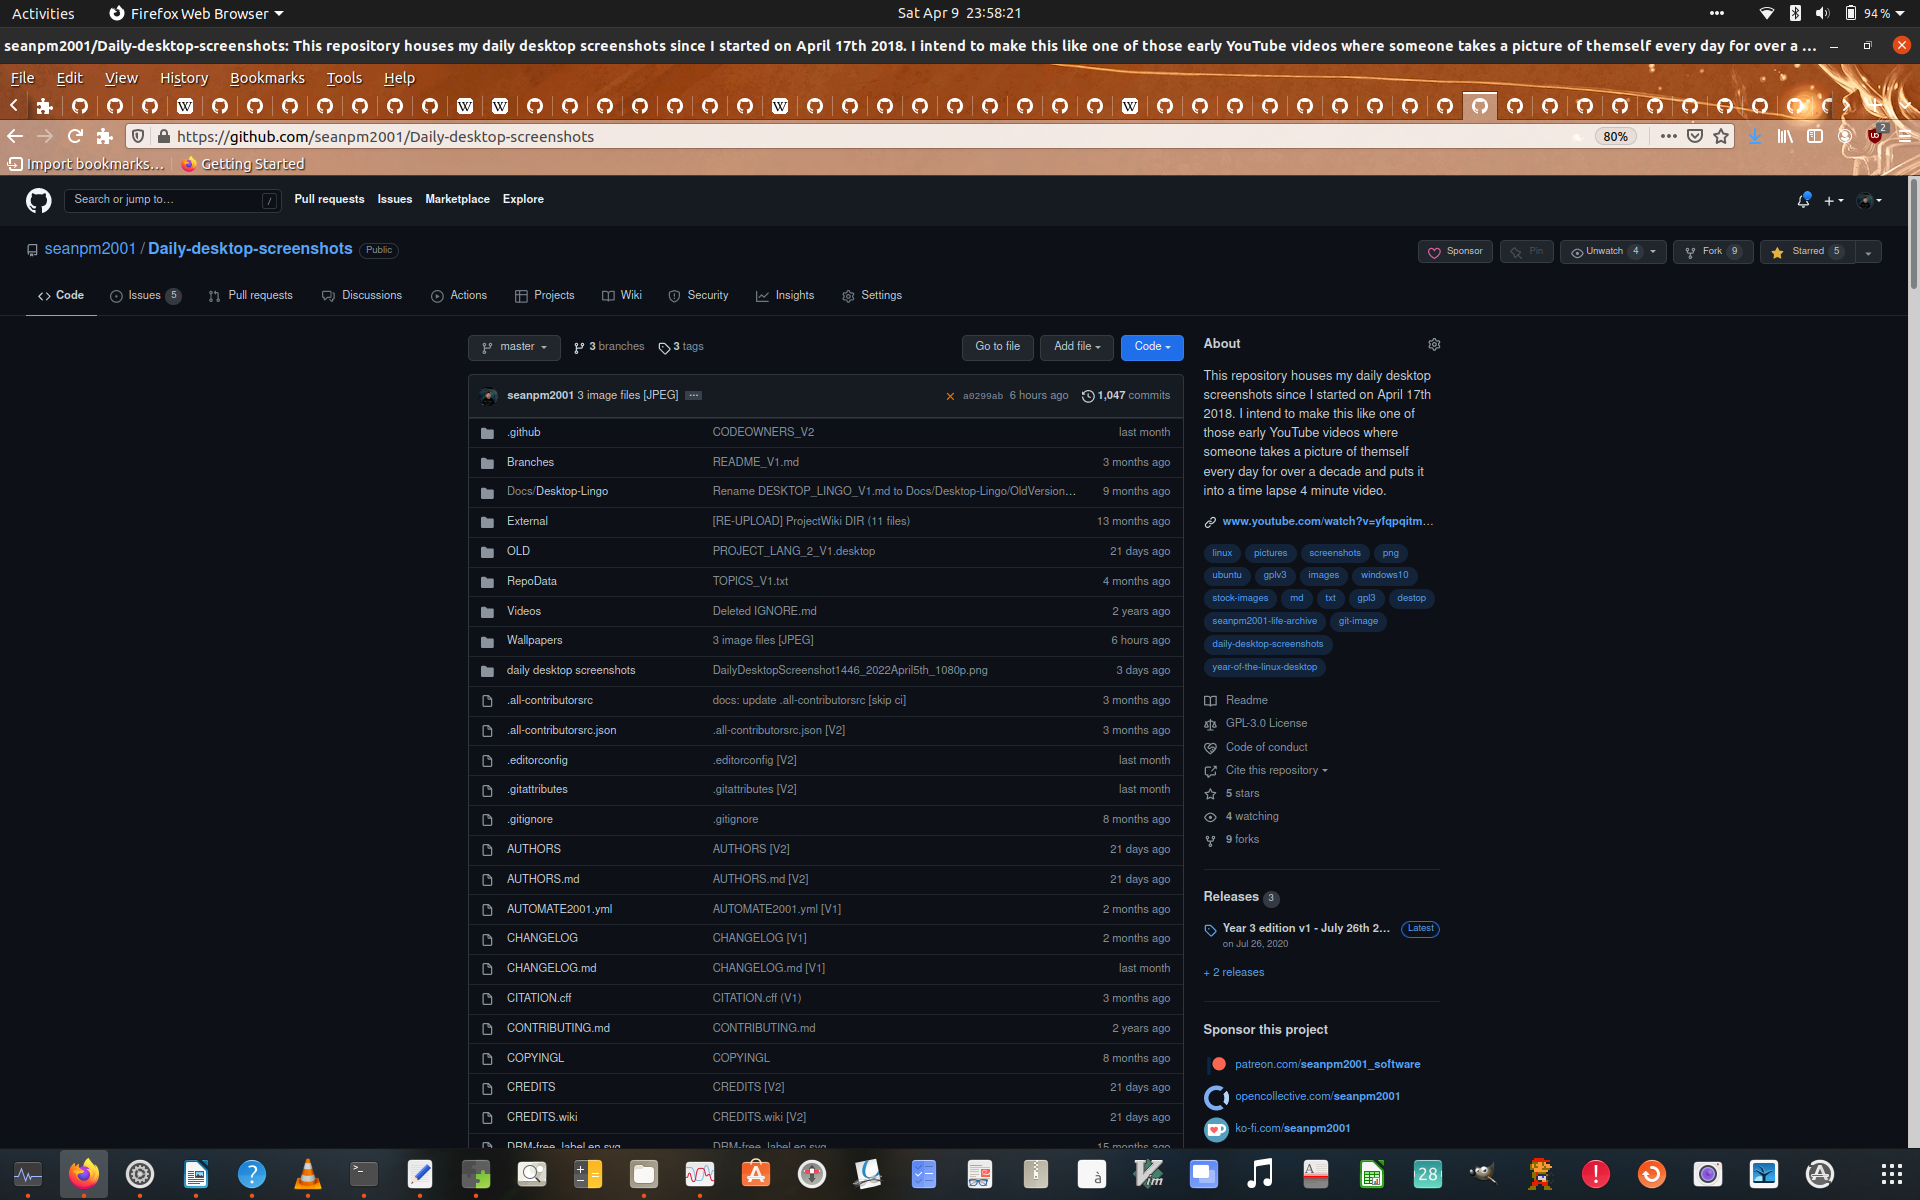 Activities
Firefox Web Browser
Sat Apr 9 23:58:21
94 %
seanpm2001/Daily-desktop-screenshots: This repository houses my daily desktop screenshots since I started on April 17th 2018. I intend to make this like one of those early YouTube videos where someone takes a picture of themself every day for over a ...
File Edit View History Bookmarks Tools Help
https://github.com/seanpm2001/Daily-desktop-screenshots
80%
2
Import bookmarks...
Getting Started
Search or jump to...
/
Pull requests Issues Marketplace Explore
seanpm2001 / Daily-desktop-screenshots Public
Sponsor
Pin
Unwatch 4
Fork 9
Starred 5
Code
Issues 5
Pull requests
Discussions
Actions
Projects
Wiki
Security
Insights
Settings
master
3 branches
3 tags
Go to file
Add file
Code
seanpm2001 3 image files [JPEG] ...
a0299ab 6 hours ago
1,047 commits
.github CODEOWNERS_V2 last month
Branches README_V1.md 3 months ago
Docs/Desktop-Lingo Rename DESKTOP_LINGO_V1.md to Docs/Desktop-Lingo/OldVersion... 9 months ago
External [RE-UPLOAD] ProjectWiki DIR (11 files) 13 months ago
OLD PROJECT_LANG_2_V1.desktop 21 days ago
RepoData TOPICS_V1.txt 4 months ago
Videos Deleted IGNORE.md 2 years ago
Wallpapers 3 image files [JPEG] 6 hours ago
daily desktop screenshots DailyDesktopScreenshot1446_2022April5th_1080p.png 3 days ago
.all-contributorsrc docs: update .all-contributorsrc [skip ci] 3 months ago
.all-contributorsrc.json .all-contributorsrc.json [V2] 3 months ago
.editorconfig .editorconfig [V2] last month
.gitattributes .gitattributes [V2] last month
.gitignore .gitignore 8 months ago
AUTHORS AUTHORS [V2] 21 days ago
AUTHORS.md AUTHORS.md [V2] 21 days ago
AUTOMATE2001.yml AUTOMATE2001.yml [V1] 2 months ago
CHANGELOG CHANGELOG [V1] 2 months ago
CHANGELOG.md CHANGELOG.md [V1] last month
CITATION.cff CITATION.cff (V1) 3 months ago
CONTRIBUTING.md CONTRIBUTING.md 2 years ago
COPYINGL COPYINGL 8 months ago
CREDITS CREDITS [V2] 21 days ago
CREDITS.wiki CREDITS.wiki [V2] 21 days ago
DRM-free_label.en.svg DRM-free_label.en.svg 15 months ago
About
This repository houses my daily desktop
screenshots since I started on April 17th
2018. I intend to make this like one of
those early YouTube videos where
someone takes a picture of themself
every day for over a decade and puts it
into a time lapse 4 minute video.
www.youtube.com/watch?v=yfqpqitm...
linux pictures screenshots png
ubuntu gplv3 images windows10
stock-images md txt gpl3 destop
seanpm2001-life-archive git-image
daily-desktop-screenshots
year-of-the-linux-desktop
Readme
GPL-3.0 License
Code of conduct
Cite this repository
5 stars
4 watching
9 forks
Releases 3
Year 3 edition v1 - July 26th 2... Latest
on Jul 26, 2020
+ 2 releases
Sponsor this project
patreon.com/seanpm2001_software
opencollective.com/seanpm2001
ko-fi.com/seanpm2001
28